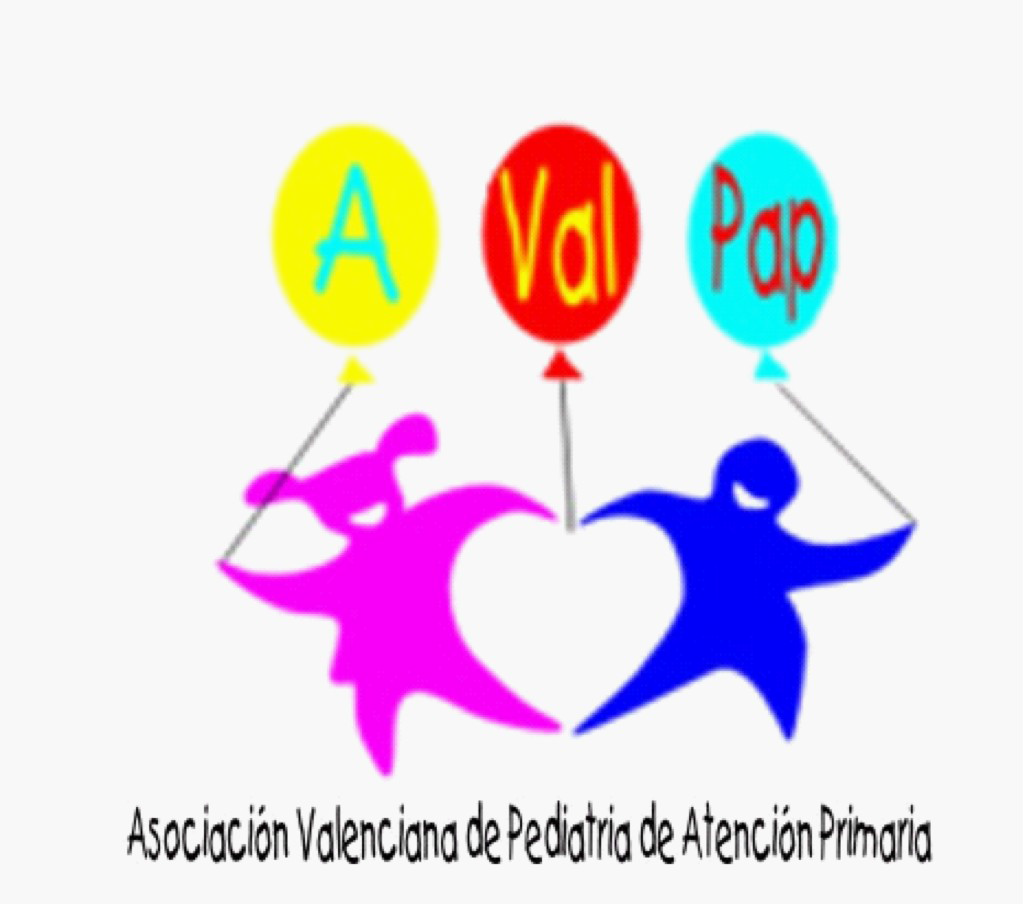 A Val Pap
Asociación Valenciana de Pediatria de Atención Primaria